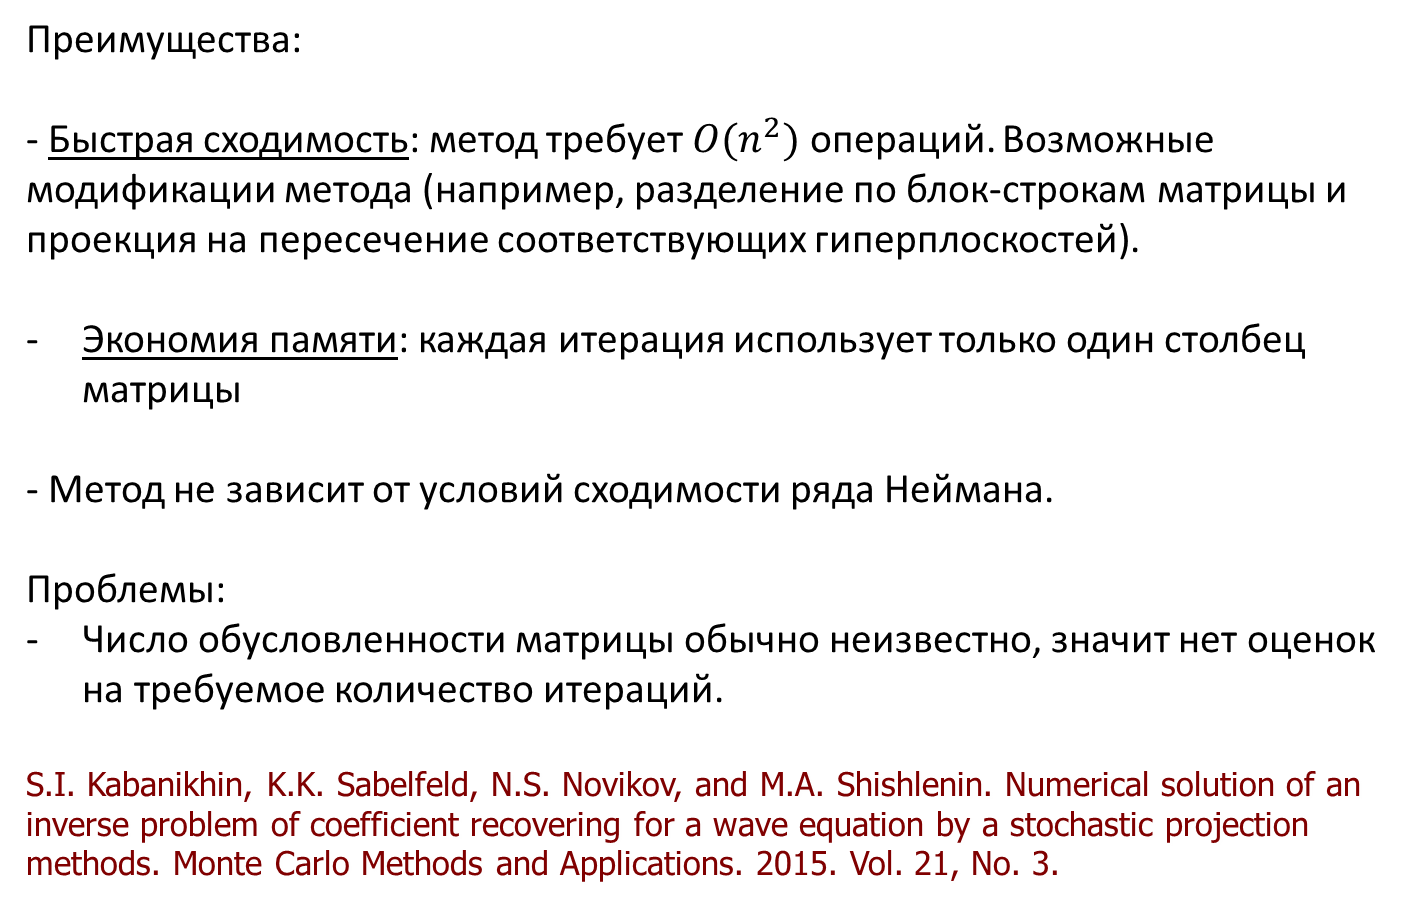 Преимущества:
- Быстрая сходимость: метод требует O(n²) операций. Возможные
модификации метода (например, разделение по блок-строкам матрицы и
проекция на пересечение соответствующих гиперплоскостей).
- Экономия памяти: каждая итерация использует только один столбец
матрицы
- Метод не зависит от условий сходимости ряда Неймана.
Проблемы:
- Число обусловленности матрицы обычно неизвестно, значит нет оценок
на требуемое количество итераций.
S.I. Kabanikhin, K.K. Sabelfeld, N.S. Novikov, and M.A. Shishlenin. Numerical solution of an
inverse problem of coefficient recovering for a wave equation by a stochastic projection
methods. Monte Carlo Methods and Applications. 2015. Vol. 21, No. 3.